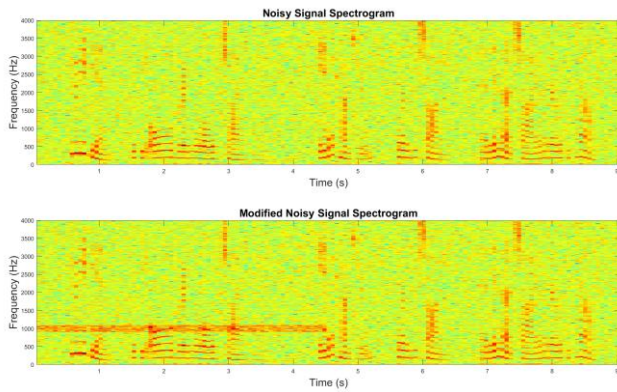 Noisy Signal Spectrogram
Frequency (Hz)
4000
3500
3000
2500
2000
1500
1000
500
0
1 2 3 4 5 6 7 8 9
Time (s)
Modified Noisy Signal Spectrogram
Frequency (Hz)
4000
3500
3000
2500
2000
1500
1000
500
0
1 2 3 4 5 6 7 8 9
Time (s)